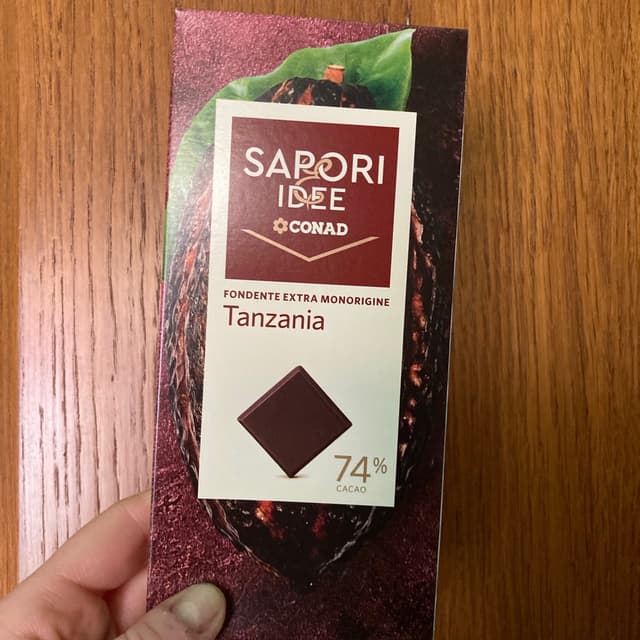 SAPORI
&
IDEE
CONAD
FONDENTE EXTRA MONORIGINE
Tanzania
74%
CACAO